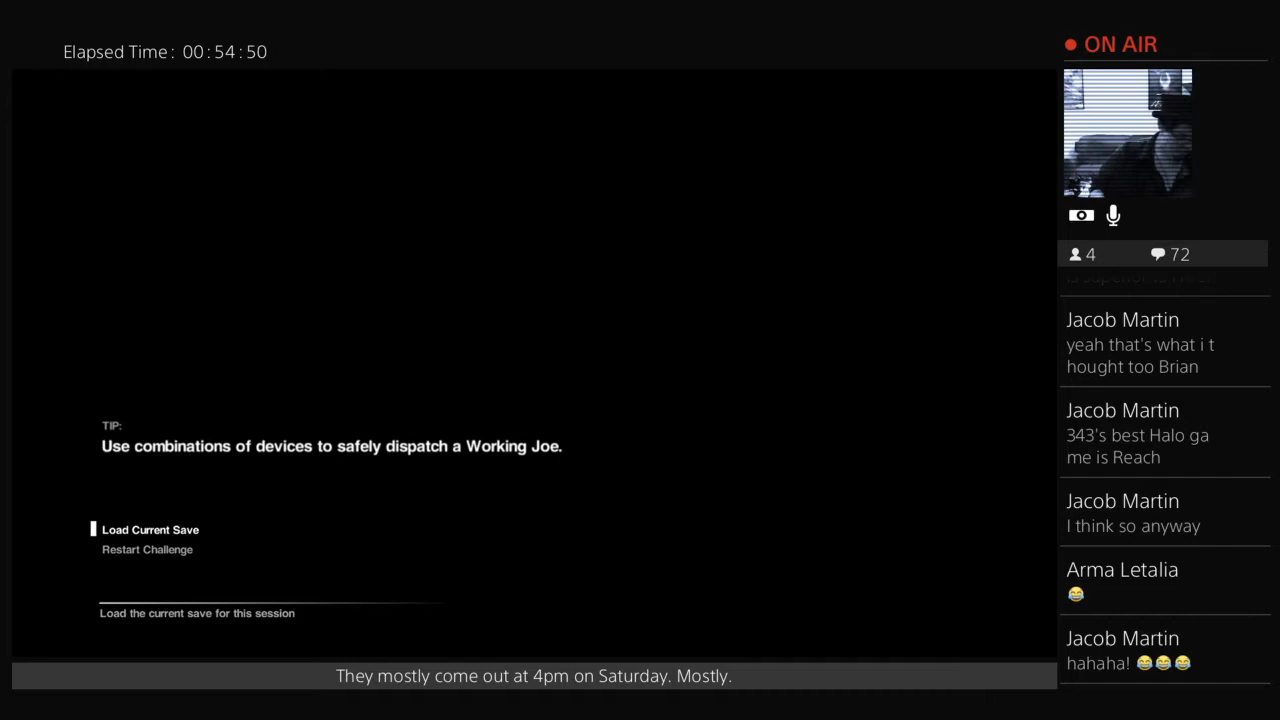 Elapsed Time: 00:54:50
ON AIR
4
72
Jacob Martin
yeah that's what i t
hought too Brian
Jacob Martin
343's best Halo ga
me is Reach
Jacob Martin
I think so anyway
Arma Letalia
😂
Jacob Martin
hahaha! 😂😂😂
TIP:
Use combinations of devices to safely dispatch a Working Joe.
Load Current Save
Restart Challenge
Load the current save for this session
They mostly come out at 4pm on Saturday. Mostly.